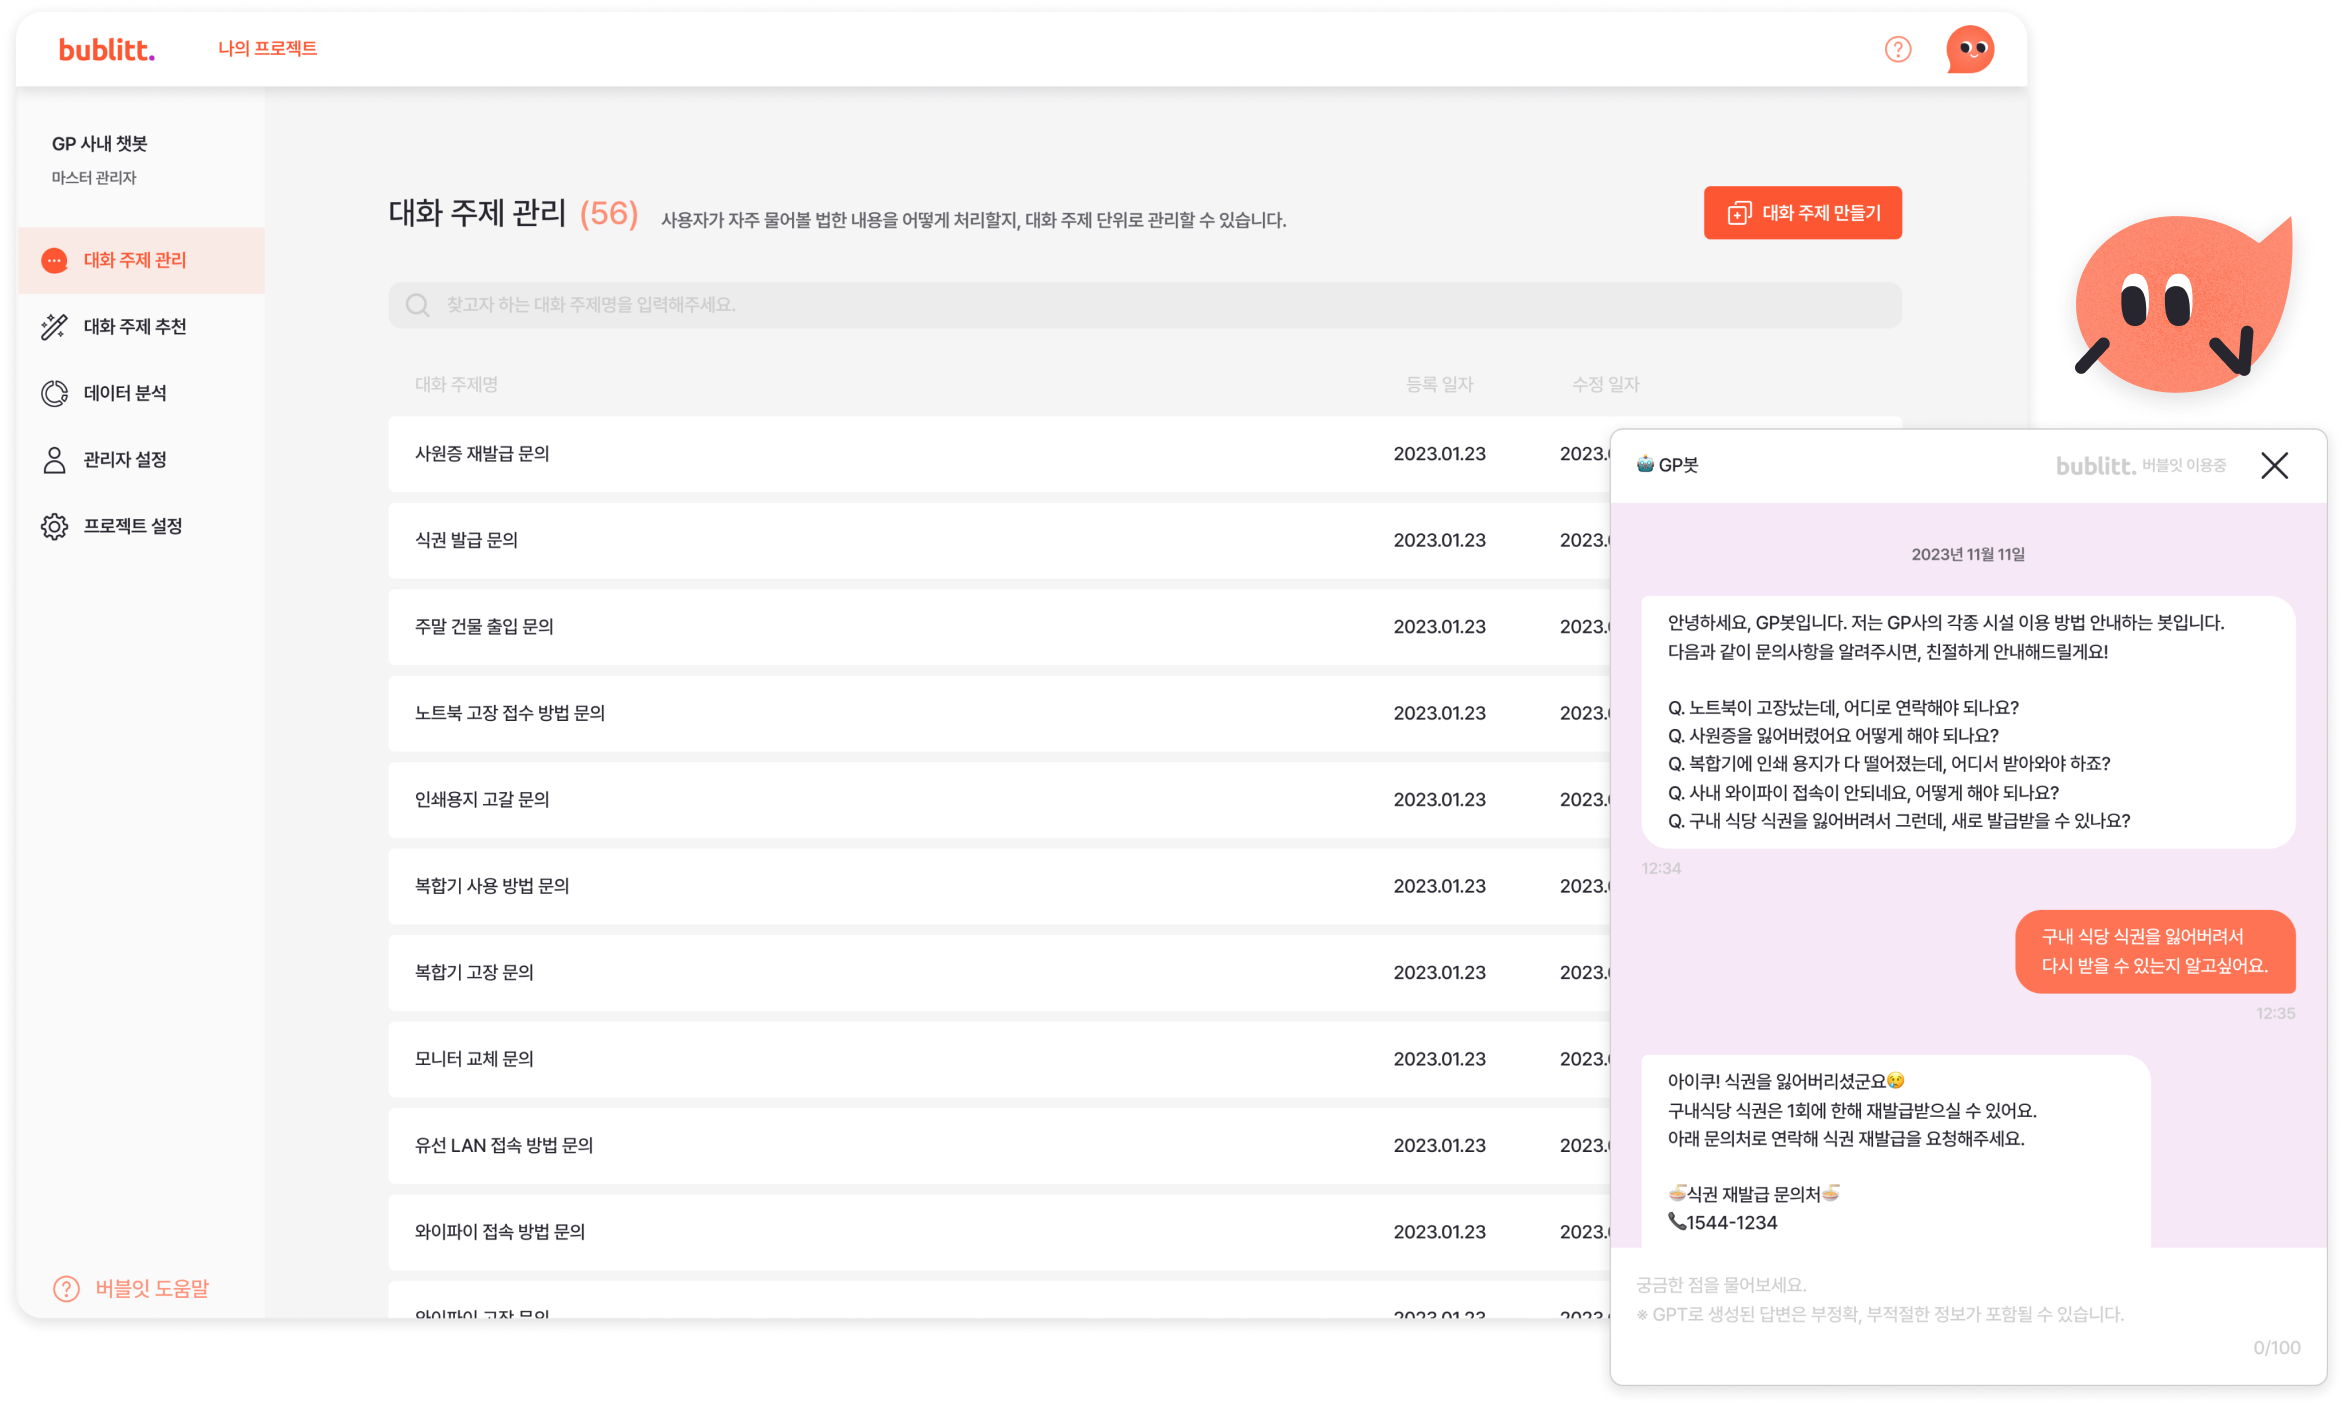 bublitt.
나의 프로젝트
GP 사내 챗봇
마스터 관리자
대화 주제 관리
대화 주제 추천
데이터 분석
관리자 설정
프로젝트 설정
버블잇 도움말
대화 주제 관리 (56) 사용자가 자주 물어볼 법한 내용을 어떻게 처리할지, 대화 주제 단위로 관리할 수 있습니다.
대화 주제 만들기
찾고자 하는 대화 주제명을 입력해주세요.
대화 주제명 등록 일자 수정 일자
사원증 재발급 문의 2023.01.23 2023.
식권 발급 문의 2023.01.23 2023.
주말 건물 출입 문의 2023.01.23 2023.
노트북 고장 접수 방법 문의 2023.01.23 2023.
인쇄용지 고갈 문의 2023.01.23 2023.
복합기 사용 방법 문의 2023.01.23 2023.
복합기 고장 문의 2023.01.23 2023.
모니터 교체 문의 2023.01.23 2023.
유선 LAN 접속 방법 문의 2023.01.23 2023.
와이파이 접속 방법 문의 2023.01.23 2023.
와이파이 고장 문의 2023.01.23 2023
GP봇
bublitt. 버블잇 이용중
2023년 11월 11일
안녕하세요, GP봇입니다. 저는 GP사의 각종 시설 이용 방법 안내하는 봇입니다.
다음과 같이 문의사항을 알려주시면, 친절하게 안내해드릴게요!
Q. 노트북이 고장났는데, 어디로 연락해야 되나요?
Q. 사원증을 잃어버렸어요 어떻게 해야 되나요?
Q. 복합기에 인쇄 용지가 다 떨어졌는데, 어디서 받아와야 하죠?
Q. 사내 와이파이 접속이 안되네요, 어떻게 해야 되나요?
Q. 구내 식당 식권을 잃어버려서 그런데, 새로 발급받을 수 있나요?
12:34
구내 식당 식권을 잃어버려서
다시 받을 수 있는지 알고싶어요.
12:35
아이쿠! 식권을 잃어버리셨군요😢
구내식당 식권은 1회에 한해 재발급받으실 수 있어요.
아래 문의처로 연락해 식권 재발급을 요청해주세요.
🍜식권 재발급 문의처🍜
📞1544-1234
궁금한 점을 물어보세요.
※ GPT로 생성된 답변은 부정확, 부적절한 정보가 포함될 수 있습니다.
0/100